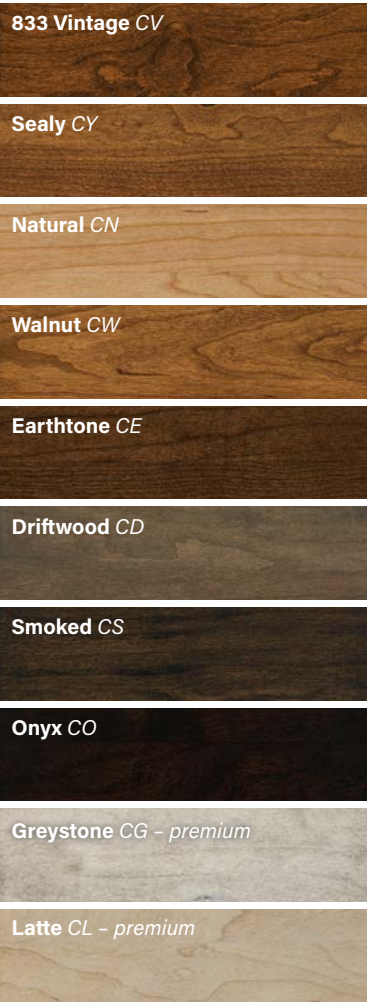 833 Vintage CV
Sealy CY
Natural CN
Walnut CW
Earthtone CE
Driftwood CD
Smoked CS
Onyx CO
Greystone CG – premium
Latte CL – premium